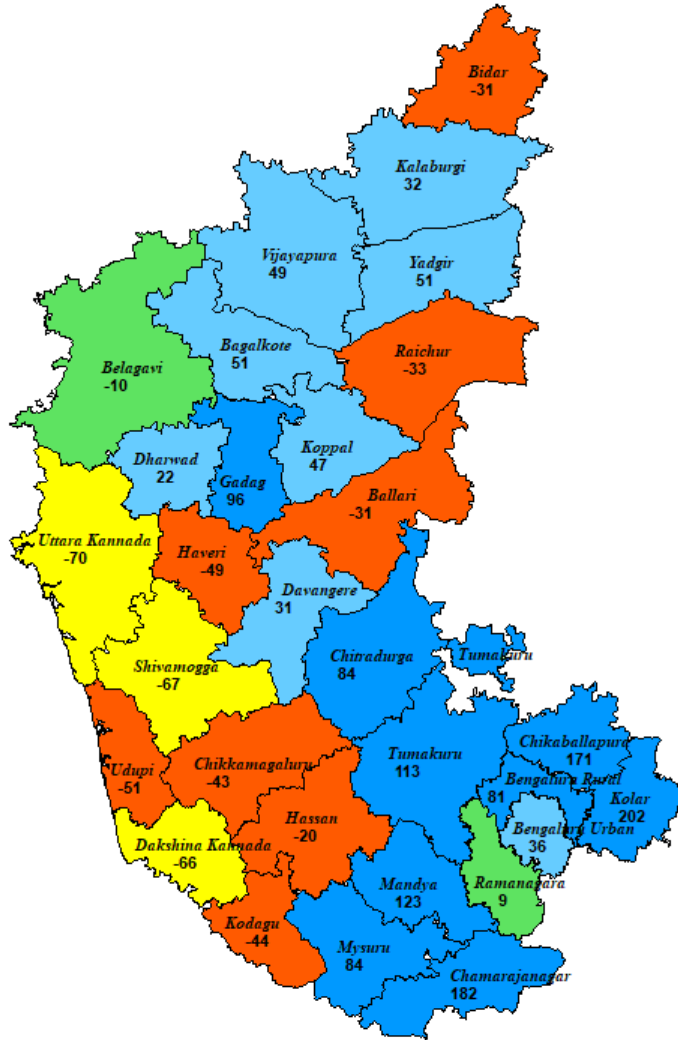 Bidar
-31
Kalaburgi
32
Vijayapura
49
Yadgir
51
Bagalkote
51
Raichur
-33
Belagavi
-10
Dharwad
22
Gadag
96
Koppal
47
Ballari
-31
Uttara Kannada
-70
Haveri
-49
Davangere
31
Shivamogga
-67
Chitradurga
84
Tumakuru
Udupi
-51
Chikkamagaluru
-43
Tumakuru
113
Chikaballapura
171
Bengaluru Rural
81
Kolar
202
Hassan
-20
Bengaluru Urban
36
Dakshina Kannada
-66
Mandya
123
Ramanagara
9
Kodagu
-44
Mysuru
84
Chamarajanagar
182